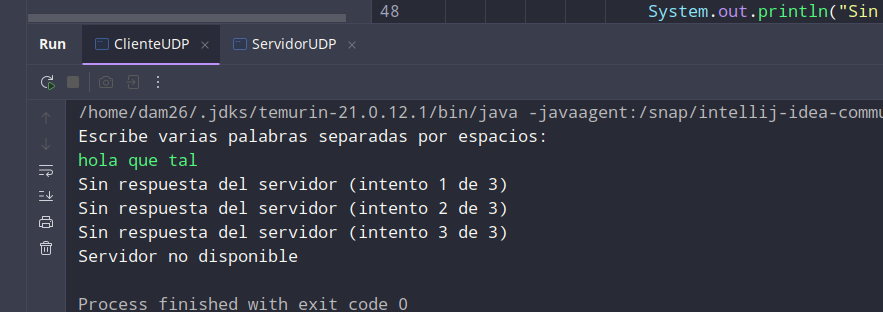 48 System.out.println("Sin
Run ClienteUDP × ServidorUDP ×
/home/dam26/.jdks/temurin-21.0.12.1/bin/java -javaagent:/snap/intellij-idea-commu
Escribe varias palabras separadas por espacios:
hola que tal
Sin respuesta del servidor (intento 1 de 3)
Sin respuesta del servidor (intento 2 de 3)
Sin respuesta del servidor (intento 3 de 3)
Servidor no disponible
Process finished with exit code 0